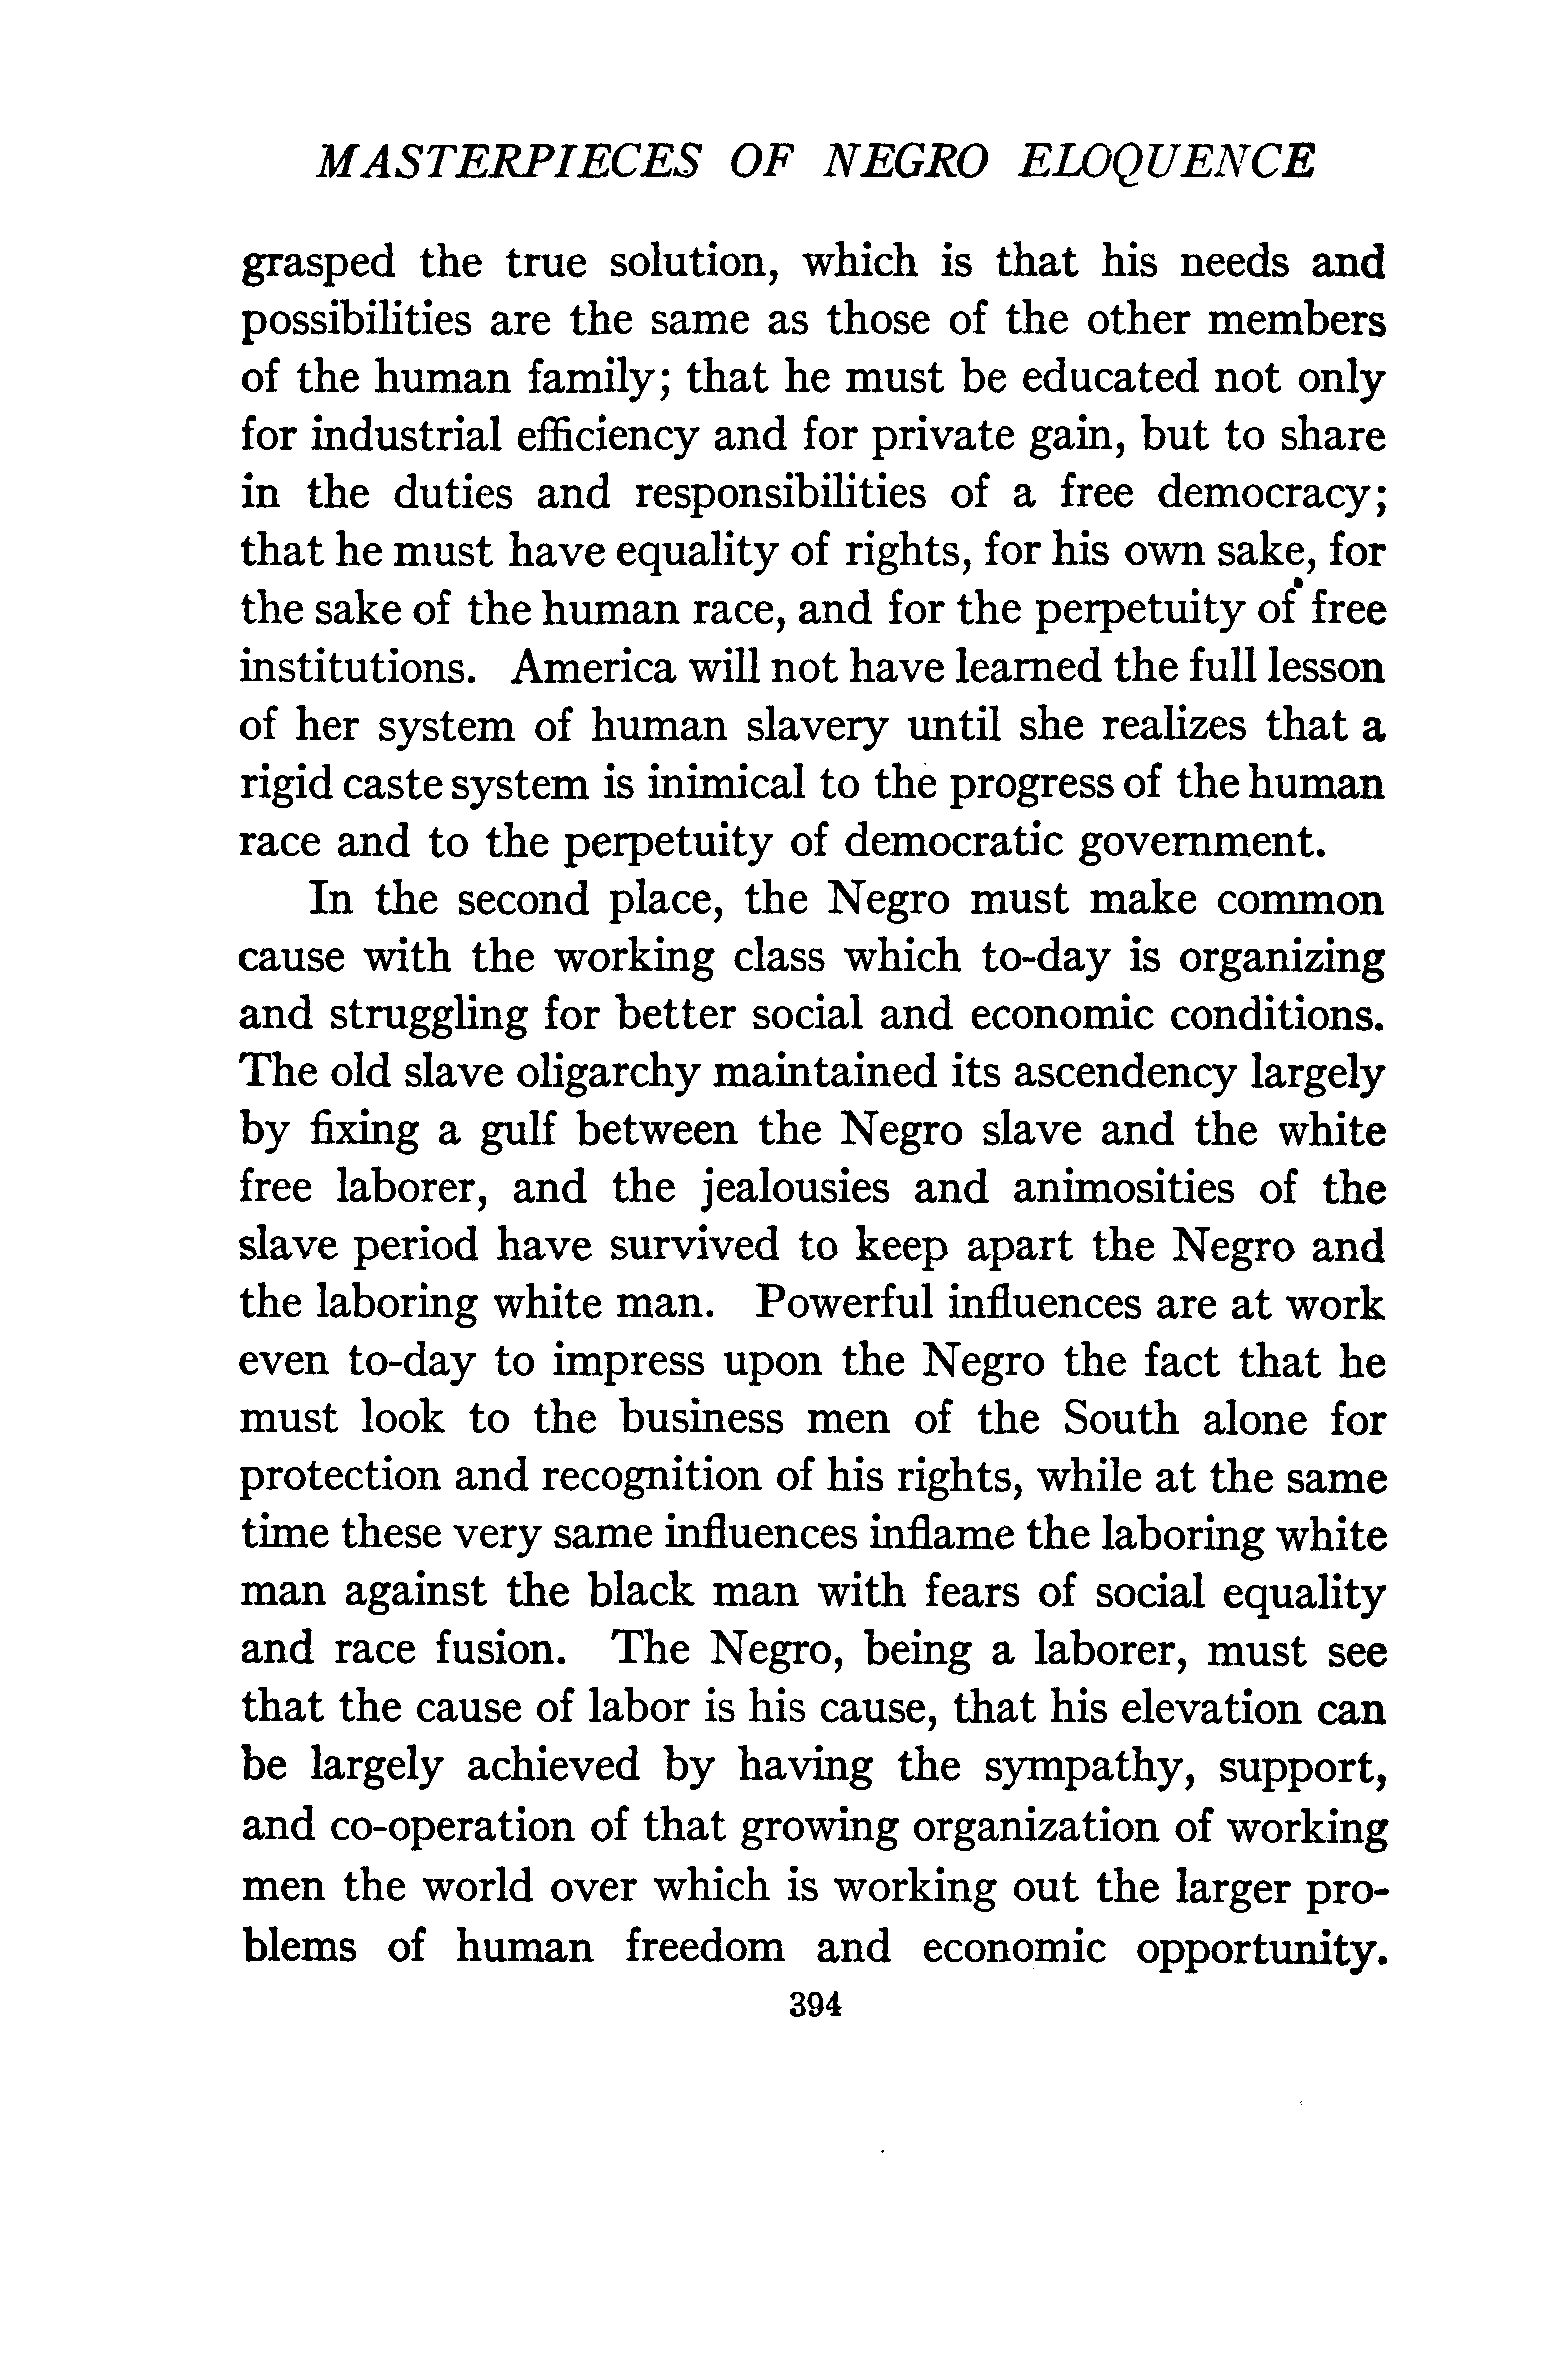 MASTERPIECES OF NEGRO ELOQUENCE
grasped the true solution, which is that his needs and
possibilities are the same as those of the other members
of the human family; that he must be educated not only
for industrial efficiency and for private gain, but to share
in the duties and responsibilities of a free democracy;
that he must have equality of rights, for his own sake, for
the sake of the human race, and for the perpetuity of free
institutions. America will not have learned the full lesson
of her system of human slavery until she realizes that a
rigid caste system is inimical to the progress of the human
race and to the perpetuity of democratic government.
In the second place, the Negro must make common
cause with the working class which to-day is organizing
and struggling for better social and economic conditions.
The old slave oligarchy maintained its ascendency largely
by fixing a gulf between the Negro slave and the white
free laborer, and the jealousies and animosities of the
slave period have survived to keep apart the Negro and
the laboring white man. Powerful influences are at work
even to-day to impress upon the Negro the fact that he
must look to the business men of the South alone for
protection and recognition of his rights, while at the same
time these very same influences inflame the laboring white
man against the black man with fears of social equality
and race fusion. The Negro, being a laborer, must see
that the cause of labor is his cause, that his elevation can
be largely achieved by having the sympathy, support,
and co-operation of that growing organization of working
men the world over which is working out the larger pro-
blems of human freedom and economic opportunity.
394